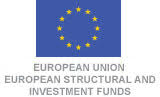 EUROPEAN UNION
EUROPEAN STRUCTURAL AND
INVESTMENT FUNDS